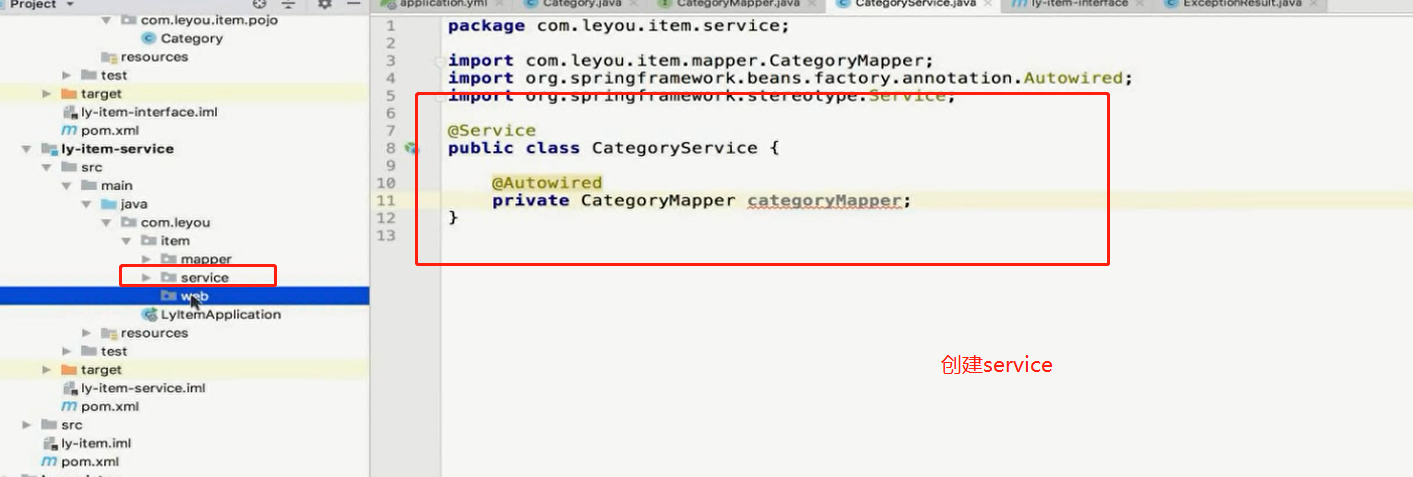 Project
com.leyou.item.pojo
Category
resources
test
target
ly-item-interface.iml
pom.xml
ly-item-service
src
main
java
com.leyou
item
mapper
service
web
LyItemApplication
resources
test
target
ly-item-service.iml
pom.xml
src
ly-item.iml
pom.xml
application.yml
Category.java
CategoryMapper.java
CategoryService.java
ly-item-interface
ExceptionResult.java
1 package com.leyou.item.service;
2
3 import com.leyou.item.mapper.CategoryMapper;
4 import org.springframework.beans.factory.annotation.Autowired;
5 import org.springframework.stereotype.Service;
6
7 @Service
8 public class CategoryService {
9
10 @Autowired
11 private CategoryMapper categoryMapper;
12 }
13
创建service